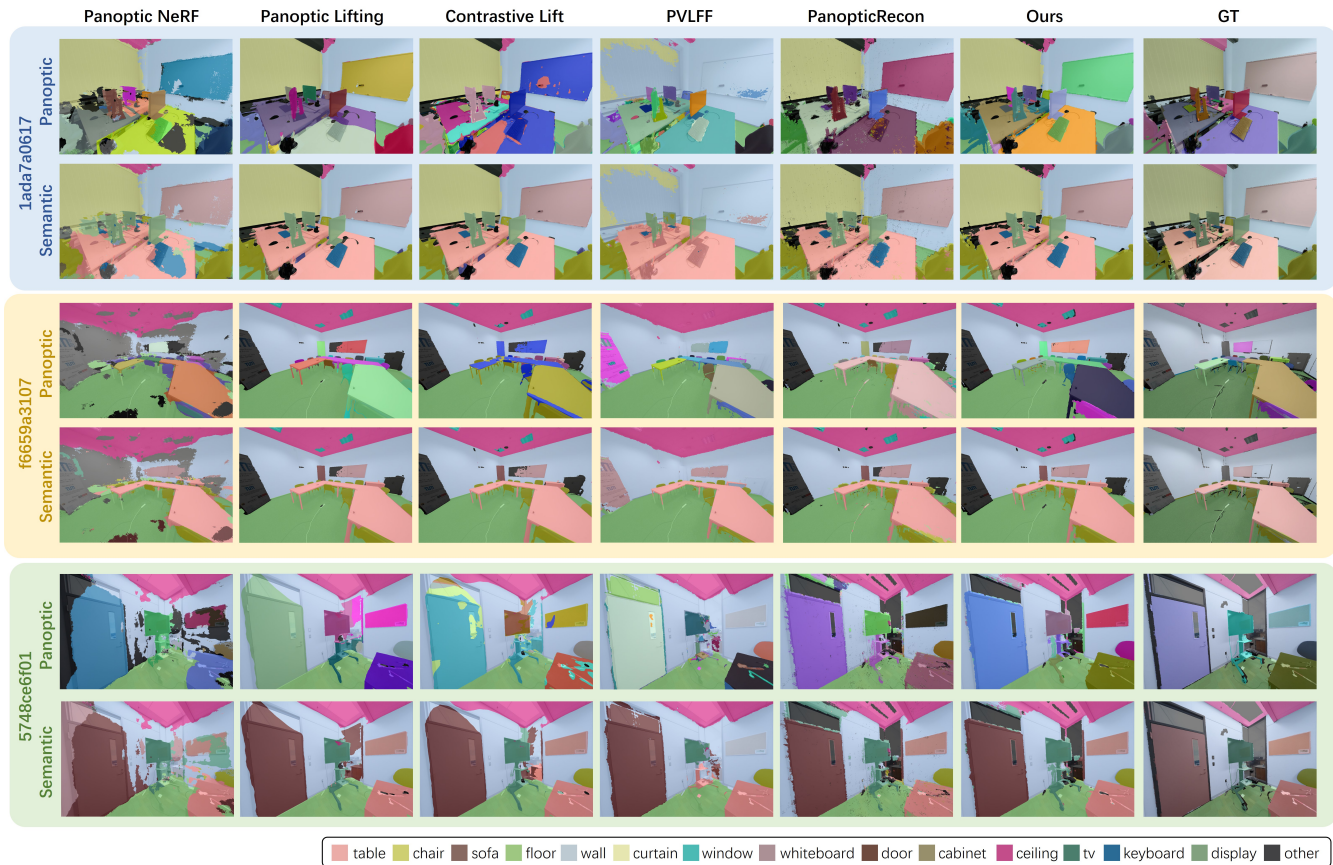 Panoptic NeRF Panoptic Lifting Contrastive Lift PVLFF PanopticRecon Ours GT
1ada7a0617
Panoptic
Semantic
f6659a3107
Panoptic
Semantic
5748ce6f01
Panoptic
Semantic
table chair sofa floor wall curtain window whiteboard door cabinet ceiling tv keyboard display other